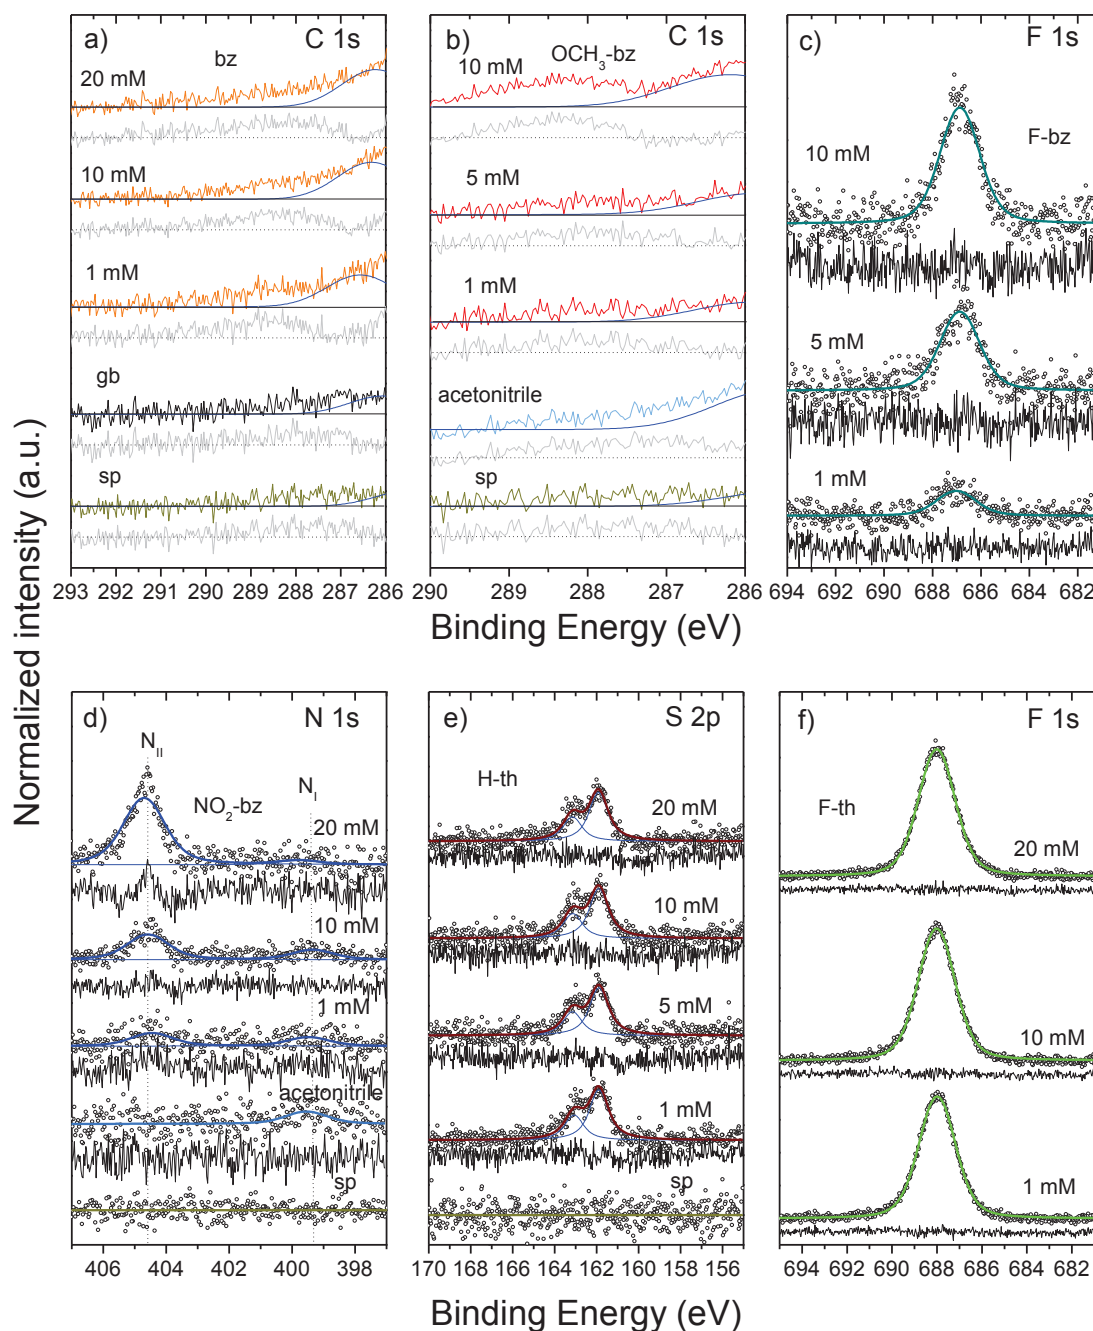 Normalized intensity (a.u.)
a) C 1s
bz
20 mM
10 mM
1 mM
gb
sp
293 292 291 290 289 288 287 286
b) C 1s
OCH3-bz
10 mM
5 mM
1 mM
acetonitrile
sp
290 289 288 287 286
c) F 1s
F-bz
10 mM
5 mM
1 mM
694 692 690 688 686 684 682
Binding Energy (eV)
d) N 1s
NII
NI
NO2-bz
20 mM
10 mM
1 mM
acetonitrile
sp
406 404 402 400 398
e) S 2p
H-th
20 mM
10 mM
5 mM
1 mM
sp
170 168 166 164 162 160 158 156
f) F 1s
F-th
20 mM
10 mM
1 mM
694 692 690 688 686 684 682
Binding Energy (eV)